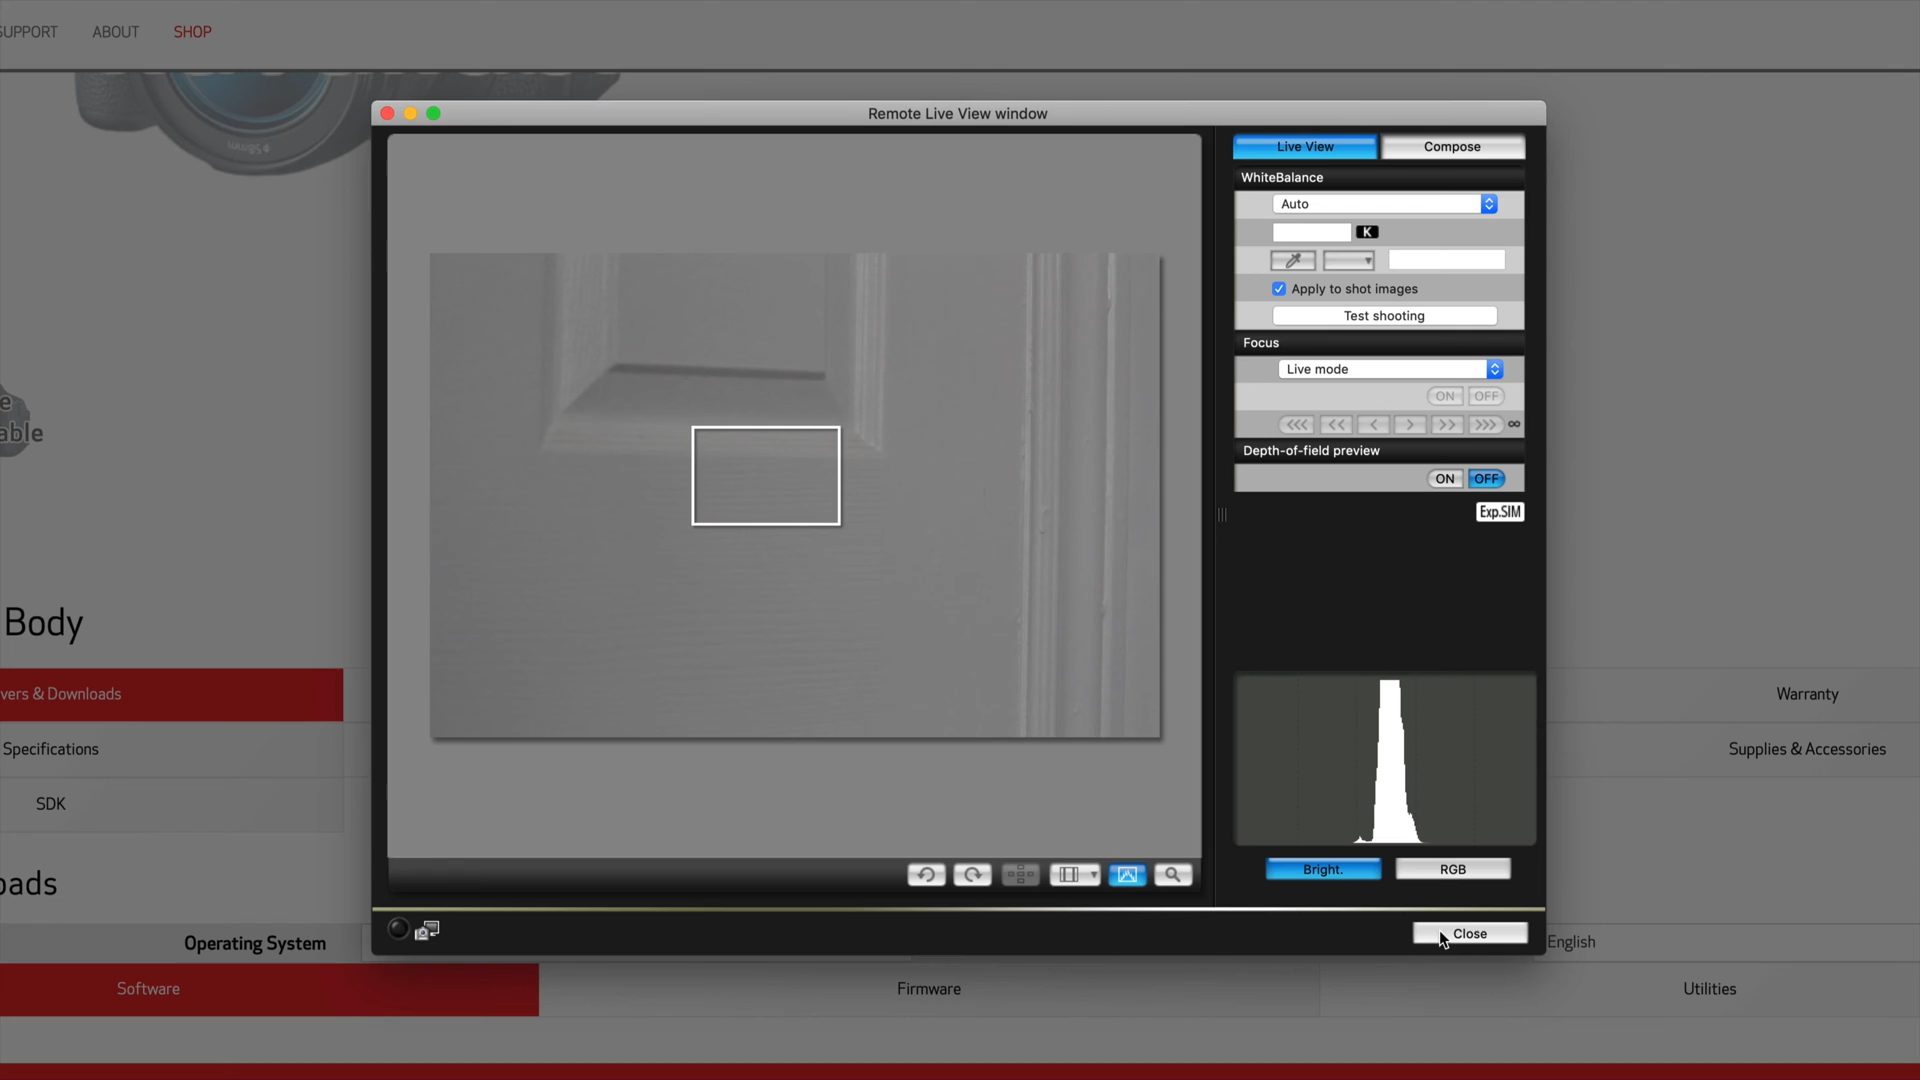 SUPPORT
ABOUT
SHOP
58mm
e
able
Body
vers & Downloads
Specifications
SDK
oads
Operating System
English
Software
Firmware
Utilities
Warranty
Supplies & Accessories
Remote Live View window
Live View
Compose
WhiteBalance
Auto
K
Apply to shot images
Test shooting
Focus
Live mode
ON
OFF
<<<
<<
<
>
>>
>>>
∞
Depth-of-field preview
ON
OFF
Exp.SIM
Bright.
RGB
Close